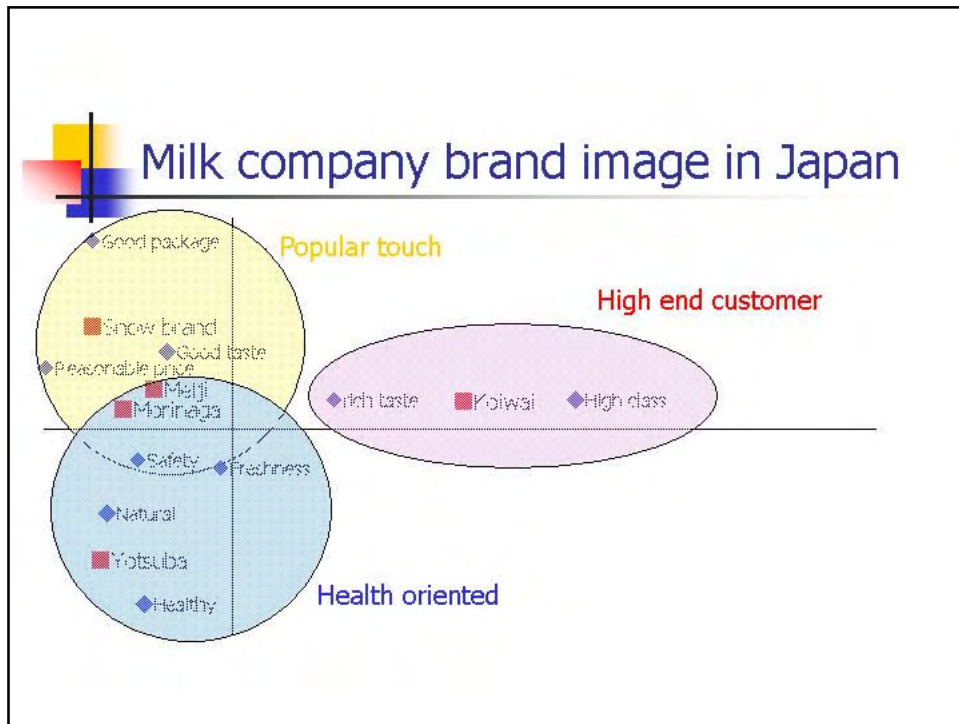 Milk company brand image in Japan
Good package
Popular touch
High end customer
Snow brand
Good taste
Reasonable price
Meiji
Morinaga
rich taste
Koiwai
High class
Safety
Freshness
Natural
Yotsuba
Health oriented
Healthy